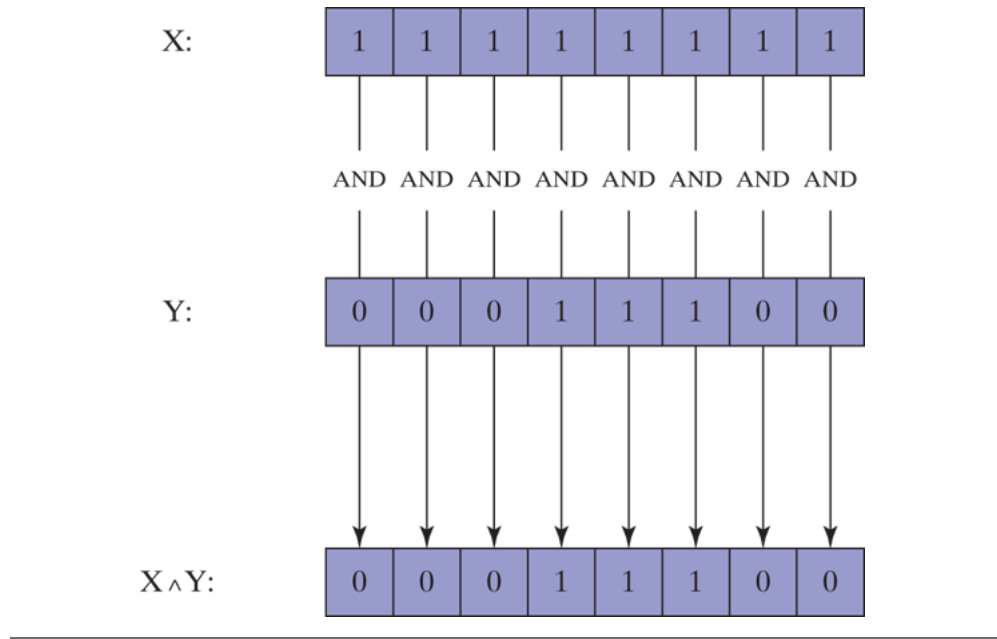 X: 1 1 1 1 1 1 1 1
AND AND AND AND AND AND AND AND
Y: 0 0 0 1 1 1 0 0
X∧Y: 0 0 0 1 1 1 0 0